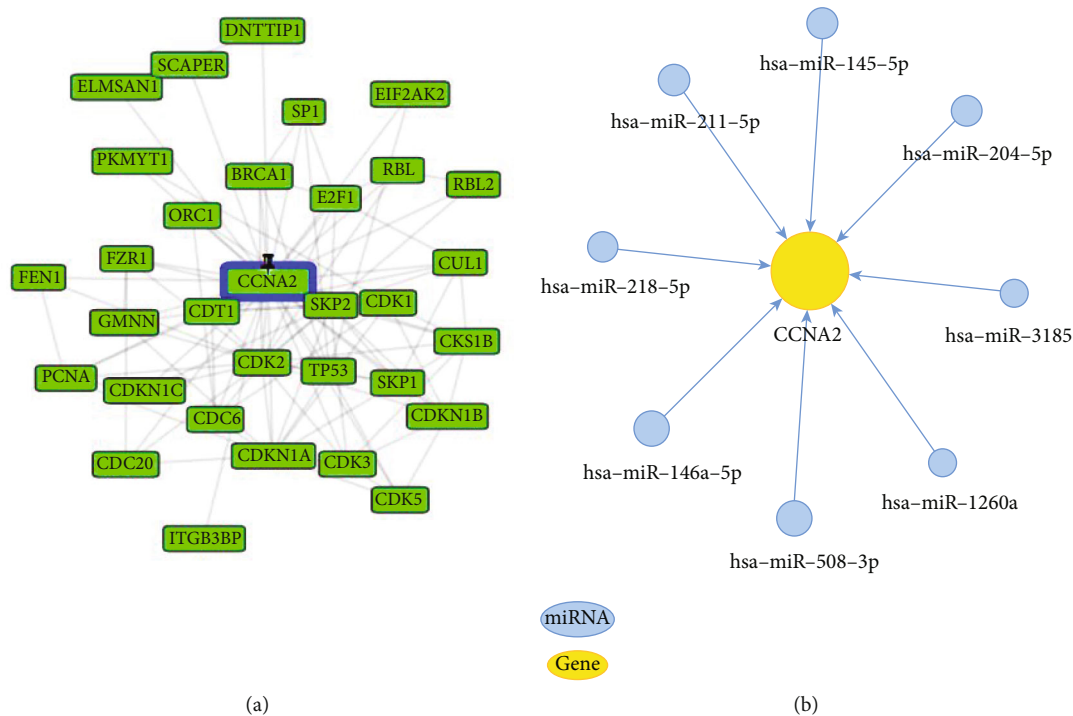 DNTTIP1
SCAPER
ELMSAN1
EIF2AK2
SP1
PKMYT1
BRCA1
RBL
RBL2
E2F1
ORC1
FZR1
CUL1
FEN1
CCNA2
SKP2
CDK1
CDT1
GMNN
CKS1B
CDK2
TP53
PCNA
CDKN1C
SKP1
CDC6
CDKN1B
CDC20
CDKN1A
CDK3
CDK5
ITGB3BP
(a)
hsa–miR–145–5p
hsa–miR–211–5p
hsa–miR–204–5p
hsa–miR–218–5p
hsa–miR–3185
CCNA2
hsa–miR–146a–5p
hsa–miR–1260a
hsa–miR–508–3p
miRNA
Gene
(b)